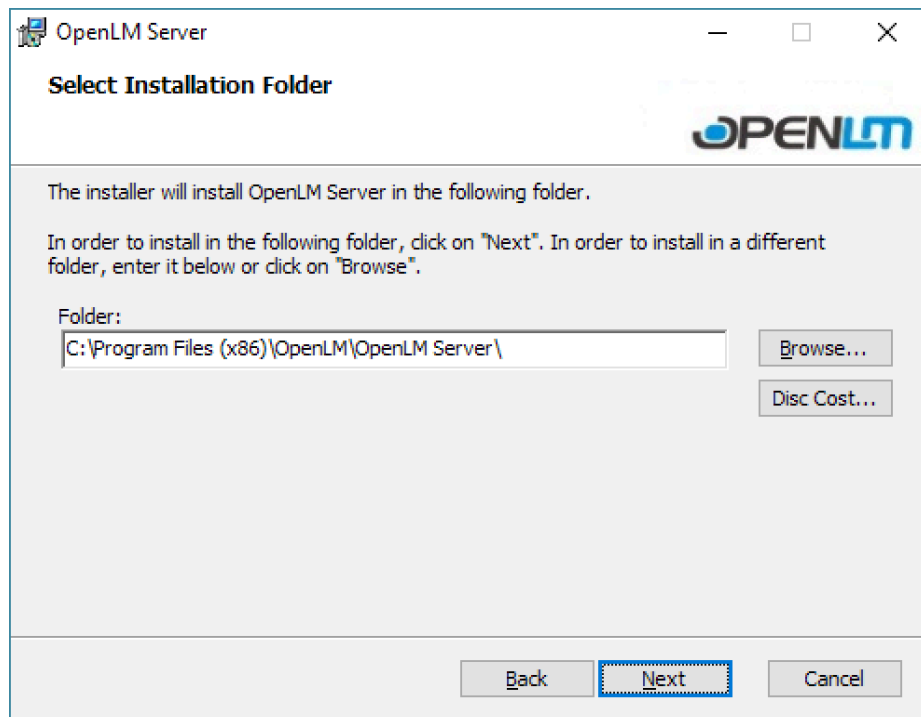 OpenLM Server
Select Installation Folder
OPENLM
The installer will install OpenLM Server in the following folder.
In order to install in the following folder, click on "Next". In order to install in a different
folder, enter it below or click on "Browse".
Folder:
C:\Program Files (x86)\OpenLM\OpenLM Server\
Browse...
Disc Cost...
Back
Next
Cancel